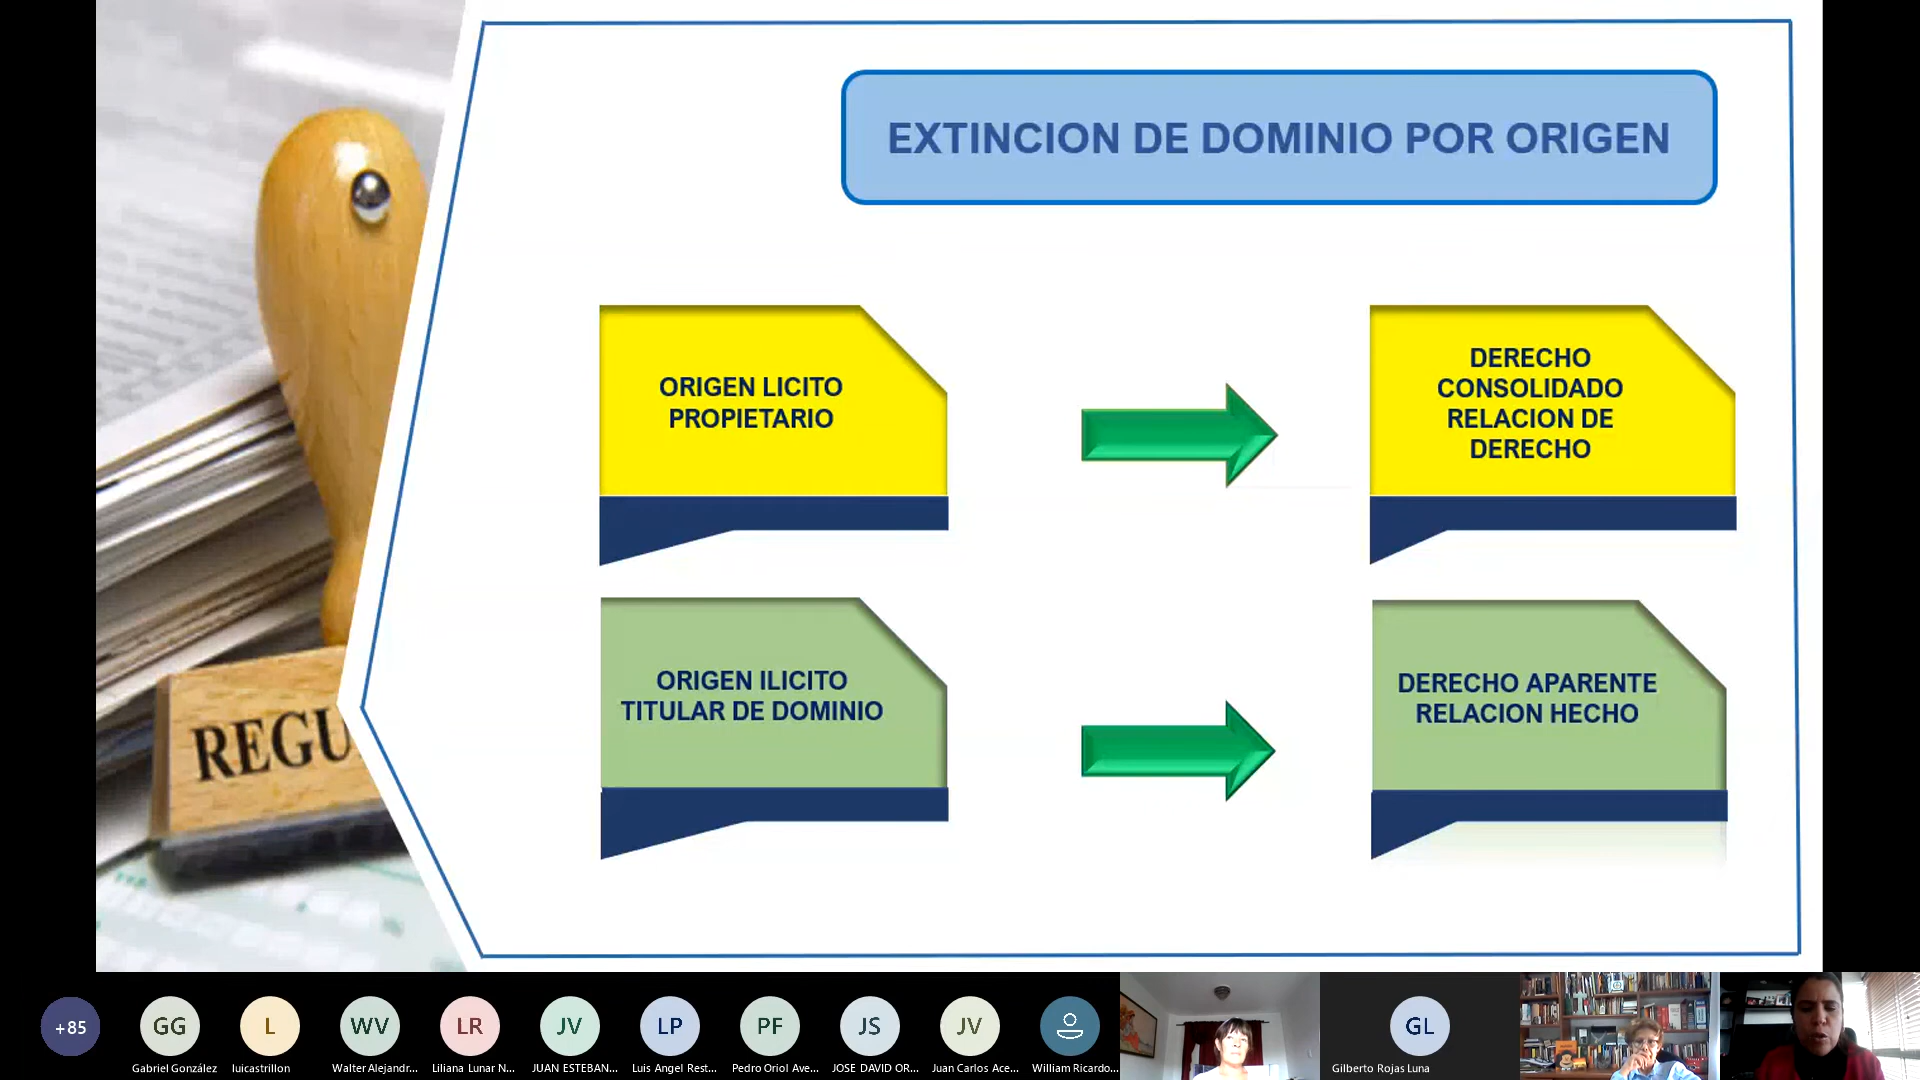 EXTINCION DE DOMINIO POR ORIGEN
ORIGEN LICITO
PROPIETARIO
DERECHO
CONSOLIDADO
RELACION DE
DERECHO
ORIGEN ILICITO
TITULAR DE DOMINIO
DERECHO APARENTE
RELACION HECHO
REGU
+85
GG
L
WV
LR
JV
LP
PF
JS
JV
GL
Gabriel González
luicastrillon
Walter Alejandr...
Liliana Lunar N...
JUAN ESTEBAN...
Luis Angel Rest...
Pedro Oriol Ave...
JOSE DAVID OR...
Juan Carlos Ace...
William Ricardo...
Gilberto Rojas Luna